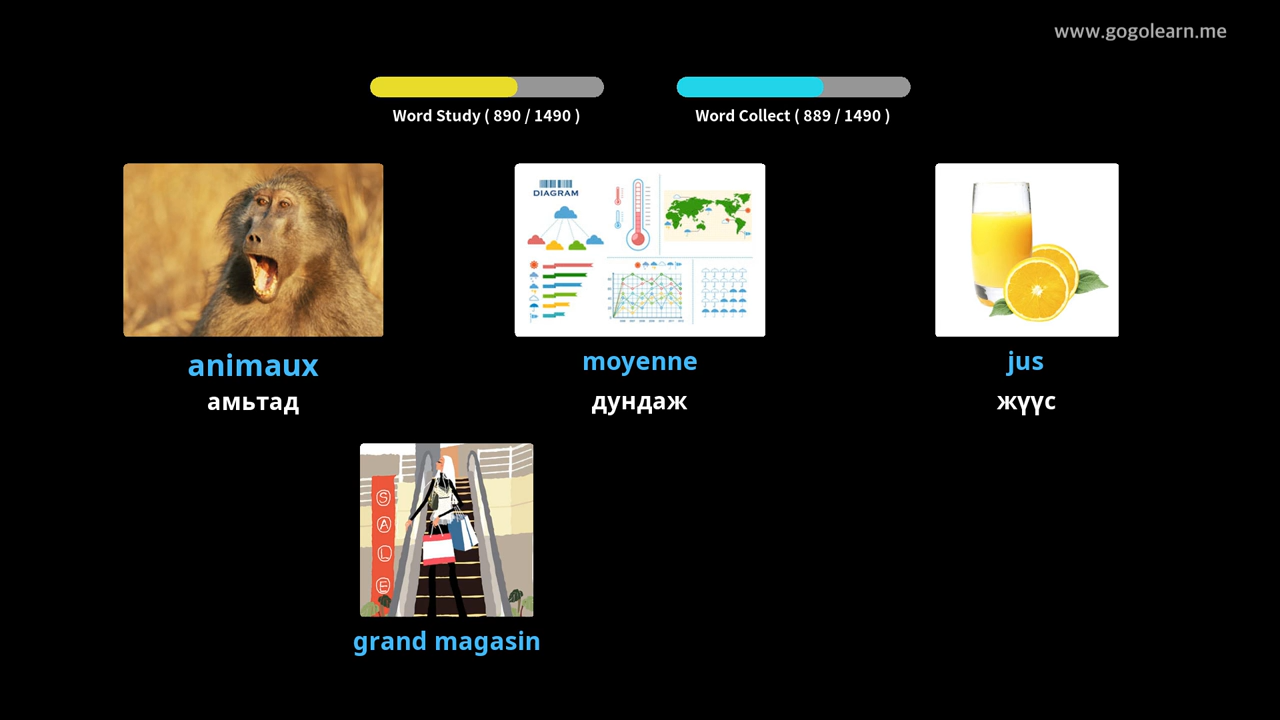 www.gogolearn.me
Word Study ( 890 / 1490 )
Word Collect ( 889 / 1490 )
DIAGRAM
animaux
moyenne
jus
амьтад
дундаж
жүүс
SALE
grand magasin